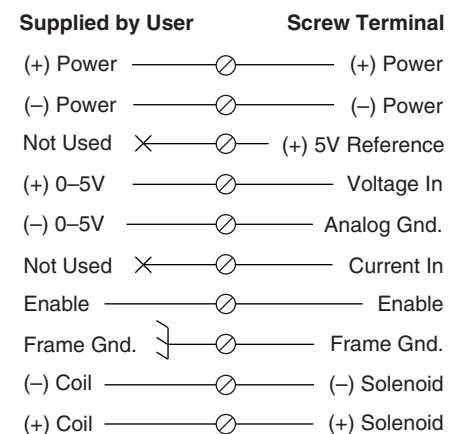 Supplied by User Screw Terminal
(+) Power (+) Power
(–) Power (–) Power
Not Used (+) 5V Reference
(+) 0–5V Voltage In
(–) 0–5V Analog Gnd.
Not Used Current In
Enable Enable
Frame Gnd. Frame Gnd.
(–) Coil (–) Solenoid
(+) Coil (+) Solenoid